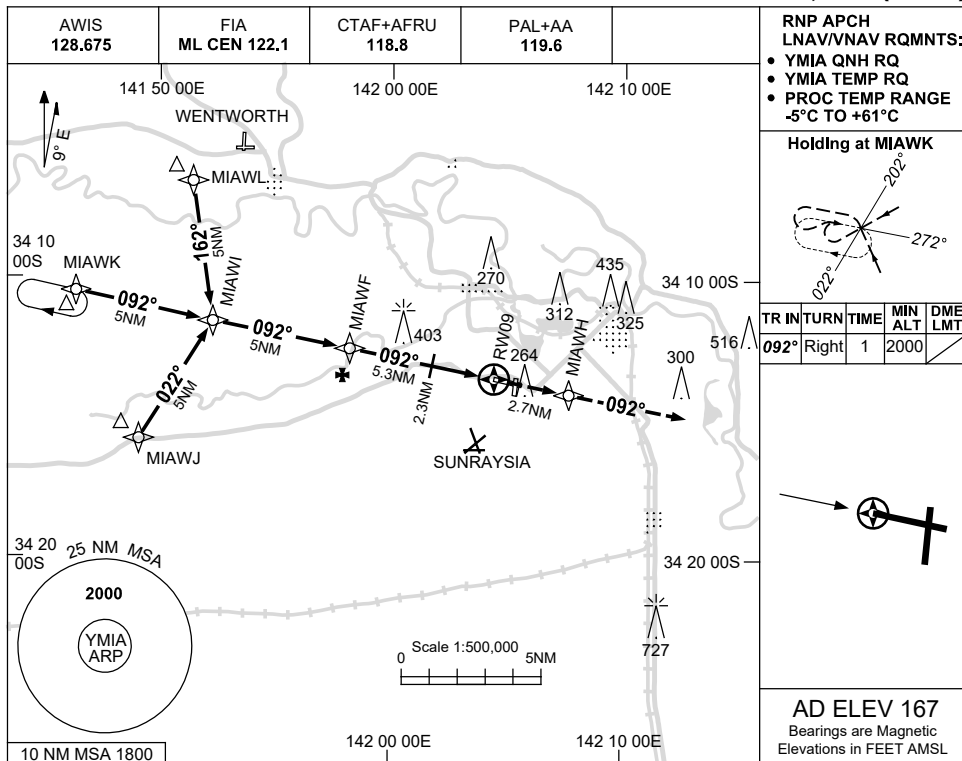 AWIS
128.675
FIA
ML CEN 122.1
CTAF+AFRU
118.8
PAL+AA
119.6
RNP APCH
LNAV/VNAV RQMNTS:
• YMIA QNH RQ
• YMIA TEMP RQ
• PROC TEMP RANGE
-5°C TO +61°C
141 50 00E
142 00 00E
142 10 00E
9° E
WENTWORTH
MIAWL
162°
5NM
34 10
00S
MIAWK
092°
5NM
MIAWI
092°
5NM
MIAWF
403
092°
5.3NM
2.3NM
RW09
270
264
2.7NM
312
MIAWH
435
325
34 10 00S
516
300
092°
022°
5NM
MIAWJ
SUNRAYSIA
Holding at MIAWK
202°
272°
022°
TR IN
TURN
TIME
MIN
ALT
DME
LMT
092°
Right
1
2000
34 20
00S
25 NM MSA
2000
YMIA
ARP
10 NM MSA 1800
34 20 00S
727
Scale 1:500,000
0
5NM
142 00 00E
142 10 00E
AD ELEV 167
Bearings are Magnetic
Elevations in FEET AMSL